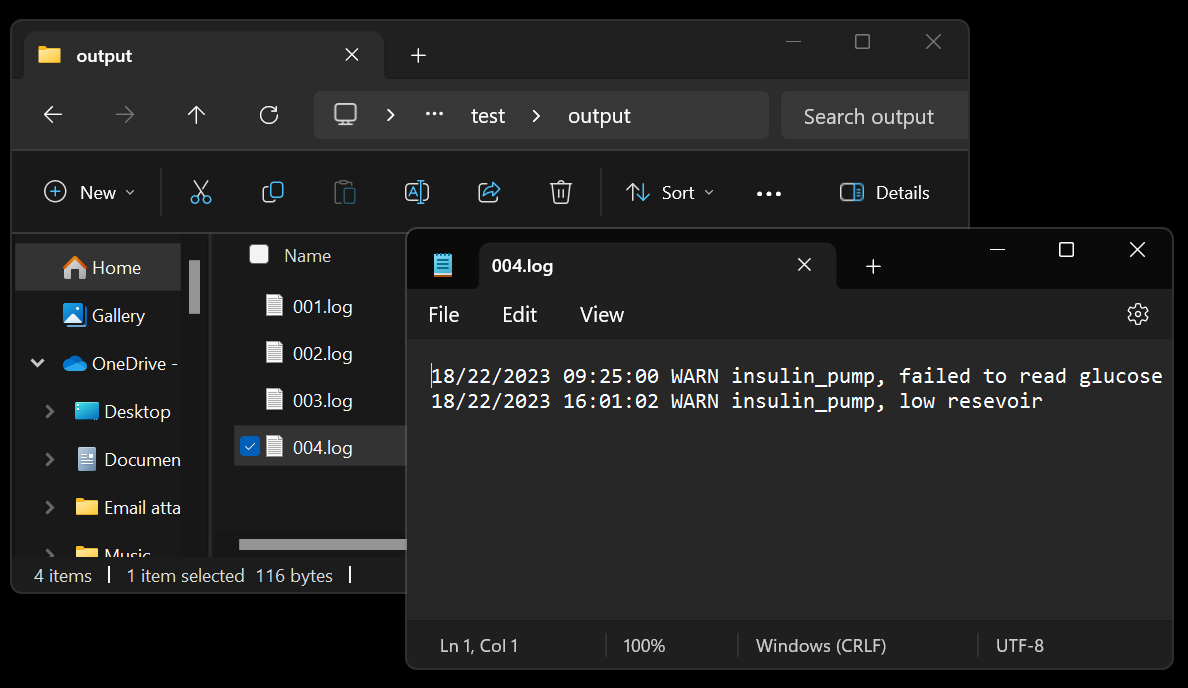 output
test
output
Search output
New
Sort
Details
Home
Gallery
OneDrive -
Desktop
Documen
Email atta
Music
Name
001.log
002.log
003.log
004.log
4 items
1 item selected 116 bytes
004.log
File Edit View
18/22/2023 09:25:00 WARN insulin_pump, failed to read glucose
18/22/2023 16:01:02 WARN insulin_pump, low resevoir
Ln 1, Col 1
100%
Windows (CRLF)
UTF-8